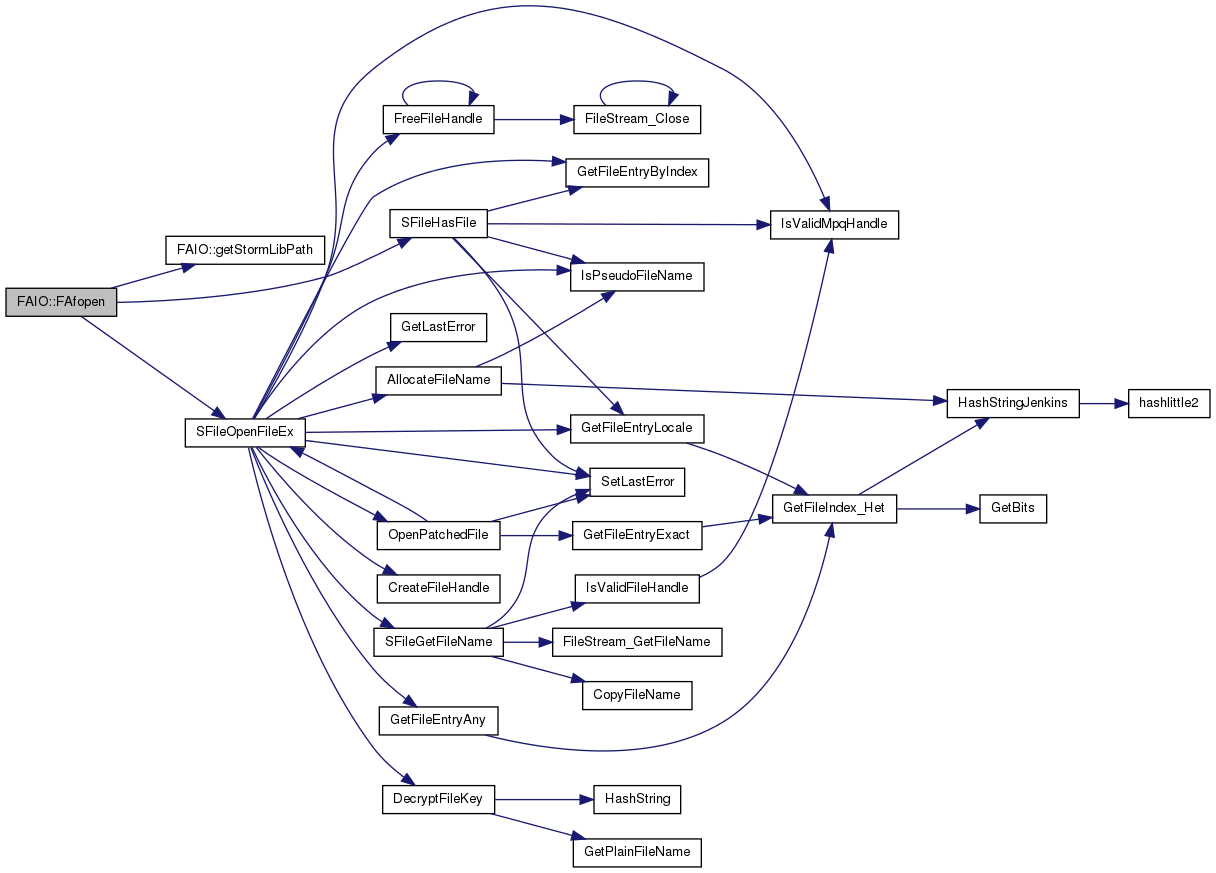 FAIO::FAfopen
FAIO::getStormLibPath
SFileOpenFileEx
FreeFileHandle
SFileHasFile
GetLastError
AllocateFileName
OpenPatchedFile
CreateFileHandle
SFileGetFileName
GetFileEntryAny
DecryptFileKey
FileStream_Close
GetFileEntryByIndex
IsPseudoFileName
GetFileEntryLocale
SetLastError
GetFileEntryExact
IsValidFileHandle
FileStream_GetFileName
CopyFileName
HashString
GetPlainFileName
IsValidMpqHandle
GetFileIndex_Het
HashStringJenkins
GetBits
hashlittle2